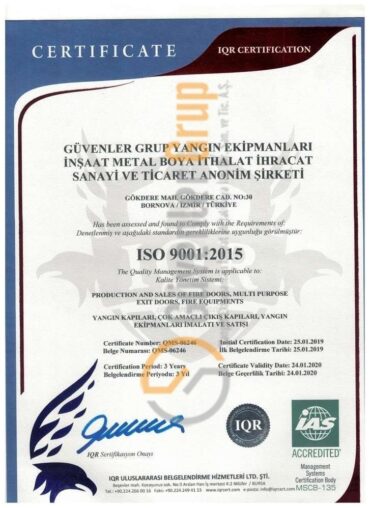 CERTIFICATE
IQR CERTIFICATION
GÜVENLER GRUP YANGIN EKİPMANLARI
İNŞAAT METAL BOYA İTHALAT İHRACAT
SANAYİ VE TİCARET ANONİM ŞİRKETİ
GÖKDERE MAH. GÖKDERE CAD. NO:30
BORNOVA / İZMİR / TÜRKİYE
Has been assessed and found to Comply with the Requirements of:
Denetlenmiş ve aşağıdaki standardın gerekliliklerine uygunluğu görülmüştür:
ISO 9001:2015
The Quality Management System is applicable to:
Kalite Yönetim Sistemi:
PRODUCTION AND SALES OF FIRE DOORS, MULTI PURPOSE
EXIT DOORS, FIRE EQUIPMENTS
YANGIN KAPILARI, ÇOK AMAÇLI ÇIKIŞ KAPILARI, YANGIN
EKİPMANLARI İMALATI VE SATIŞI
Certificate Number: QMS-06246
Belge Numarası: QMS-06246
Initial Certification Date: 25.01.2019
İlk Belgelendirme Tarihi: 25.01.2019
Certification Period: 3 Years
Belgelendirme Periyodu: 3 Yıl
Certificate Validity Date: 24.01.2020
Belge Geçerlilik Tarihi: 24.01.2020
IQR Sertifikasyon Onayı
IQR
IAS
ACCREDITED
Management
Systems
Certification Body
MSCB-135
IQR ULUSLARARASI BELGELENDİRME HİZMETLERİ LTD. ŞTİ.
grup
Tic. A.Ş.